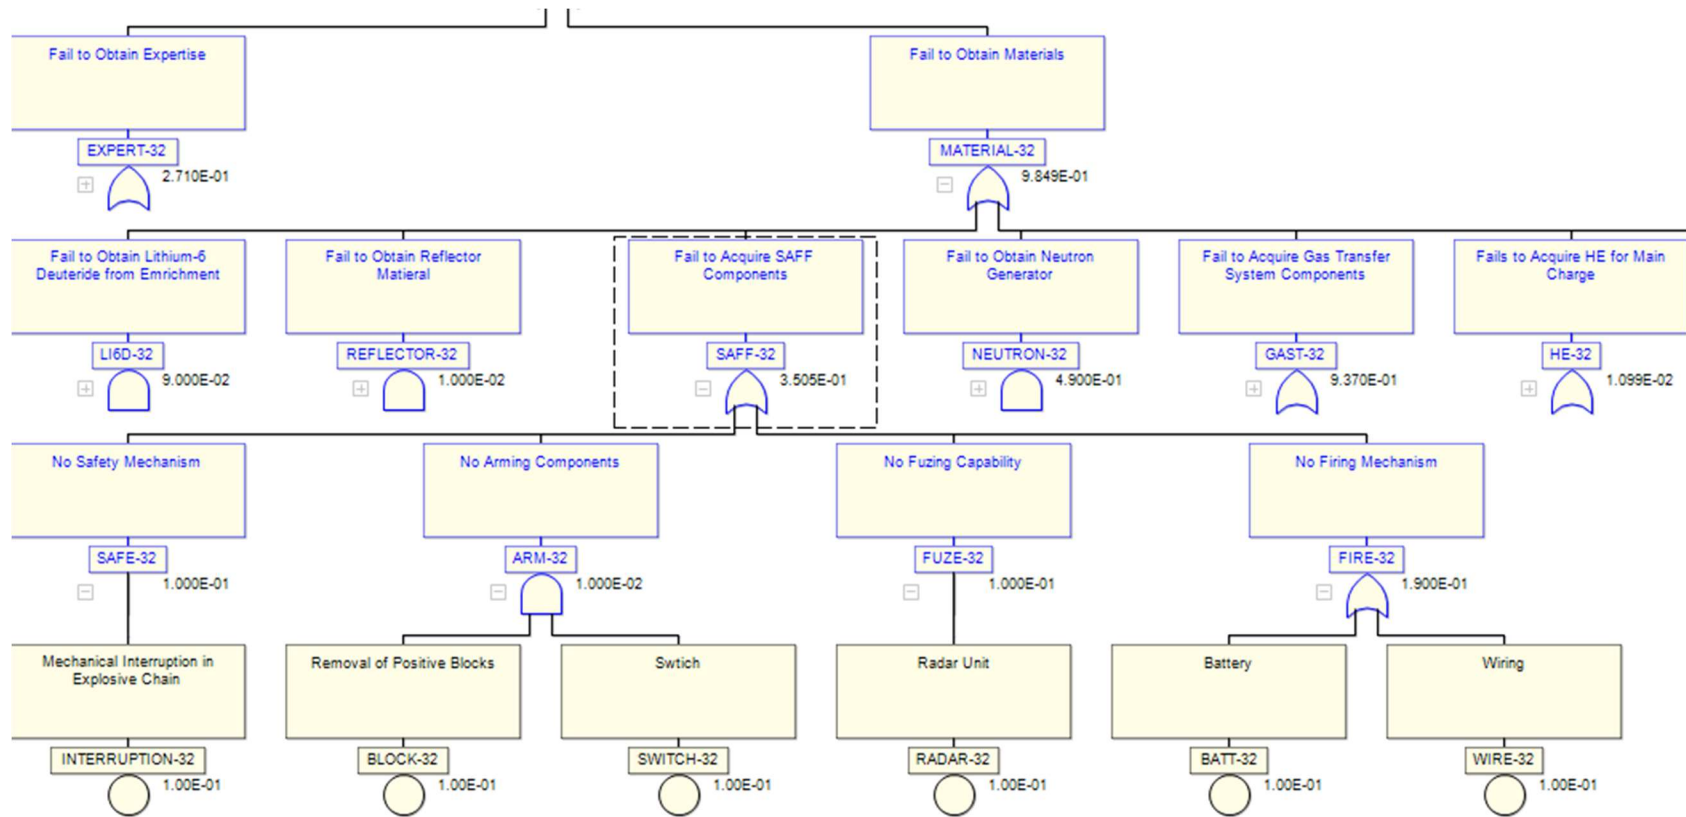 Fail to Obtain Expertise
Fail to Obtain Materials
EXPERT-32
2.710E-01
MATERIAL-32
9.849E-01
Fail to Obtain Lithium-6
Deuteride from Emrichment
Fail to Obtain Reflector
Matieral
Fail to Acquire SAFF
Components
Fail to Obtain Neutron
Generator
Fail to Acquire Gas Transfer
System Components
Fails to Acquire HE for Main
Charge
LI6D-32
9.000E-02
REFLECTOR-32
1.000E-02
SAFF-32
3.505E-01
NEUTRON-32
4.900E-01
GAST-32
9.370E-01
HE-32
1.099E-02
No Safety Mechanism
No Arming Components
No Fuzing Capability
No Firing Mechanism
SAFE-32
1.000E-01
ARM-32
1.000E-02
FUZE-32
1.000E-01
FIRE-32
1.900E-01
Mechanical Interruption in
Explosive Chain
Removal of Positive Blocks
Swtich
Radar Unit
Battery
Wiring
INTERRUPTION-32
1.00E-01
BLOCK-32
1.00E-01
SWITCH-32
1.00E-01
RADAR-32
1.00E-01
BATT-32
1.00E-01
WIRE-32
1.00E-01